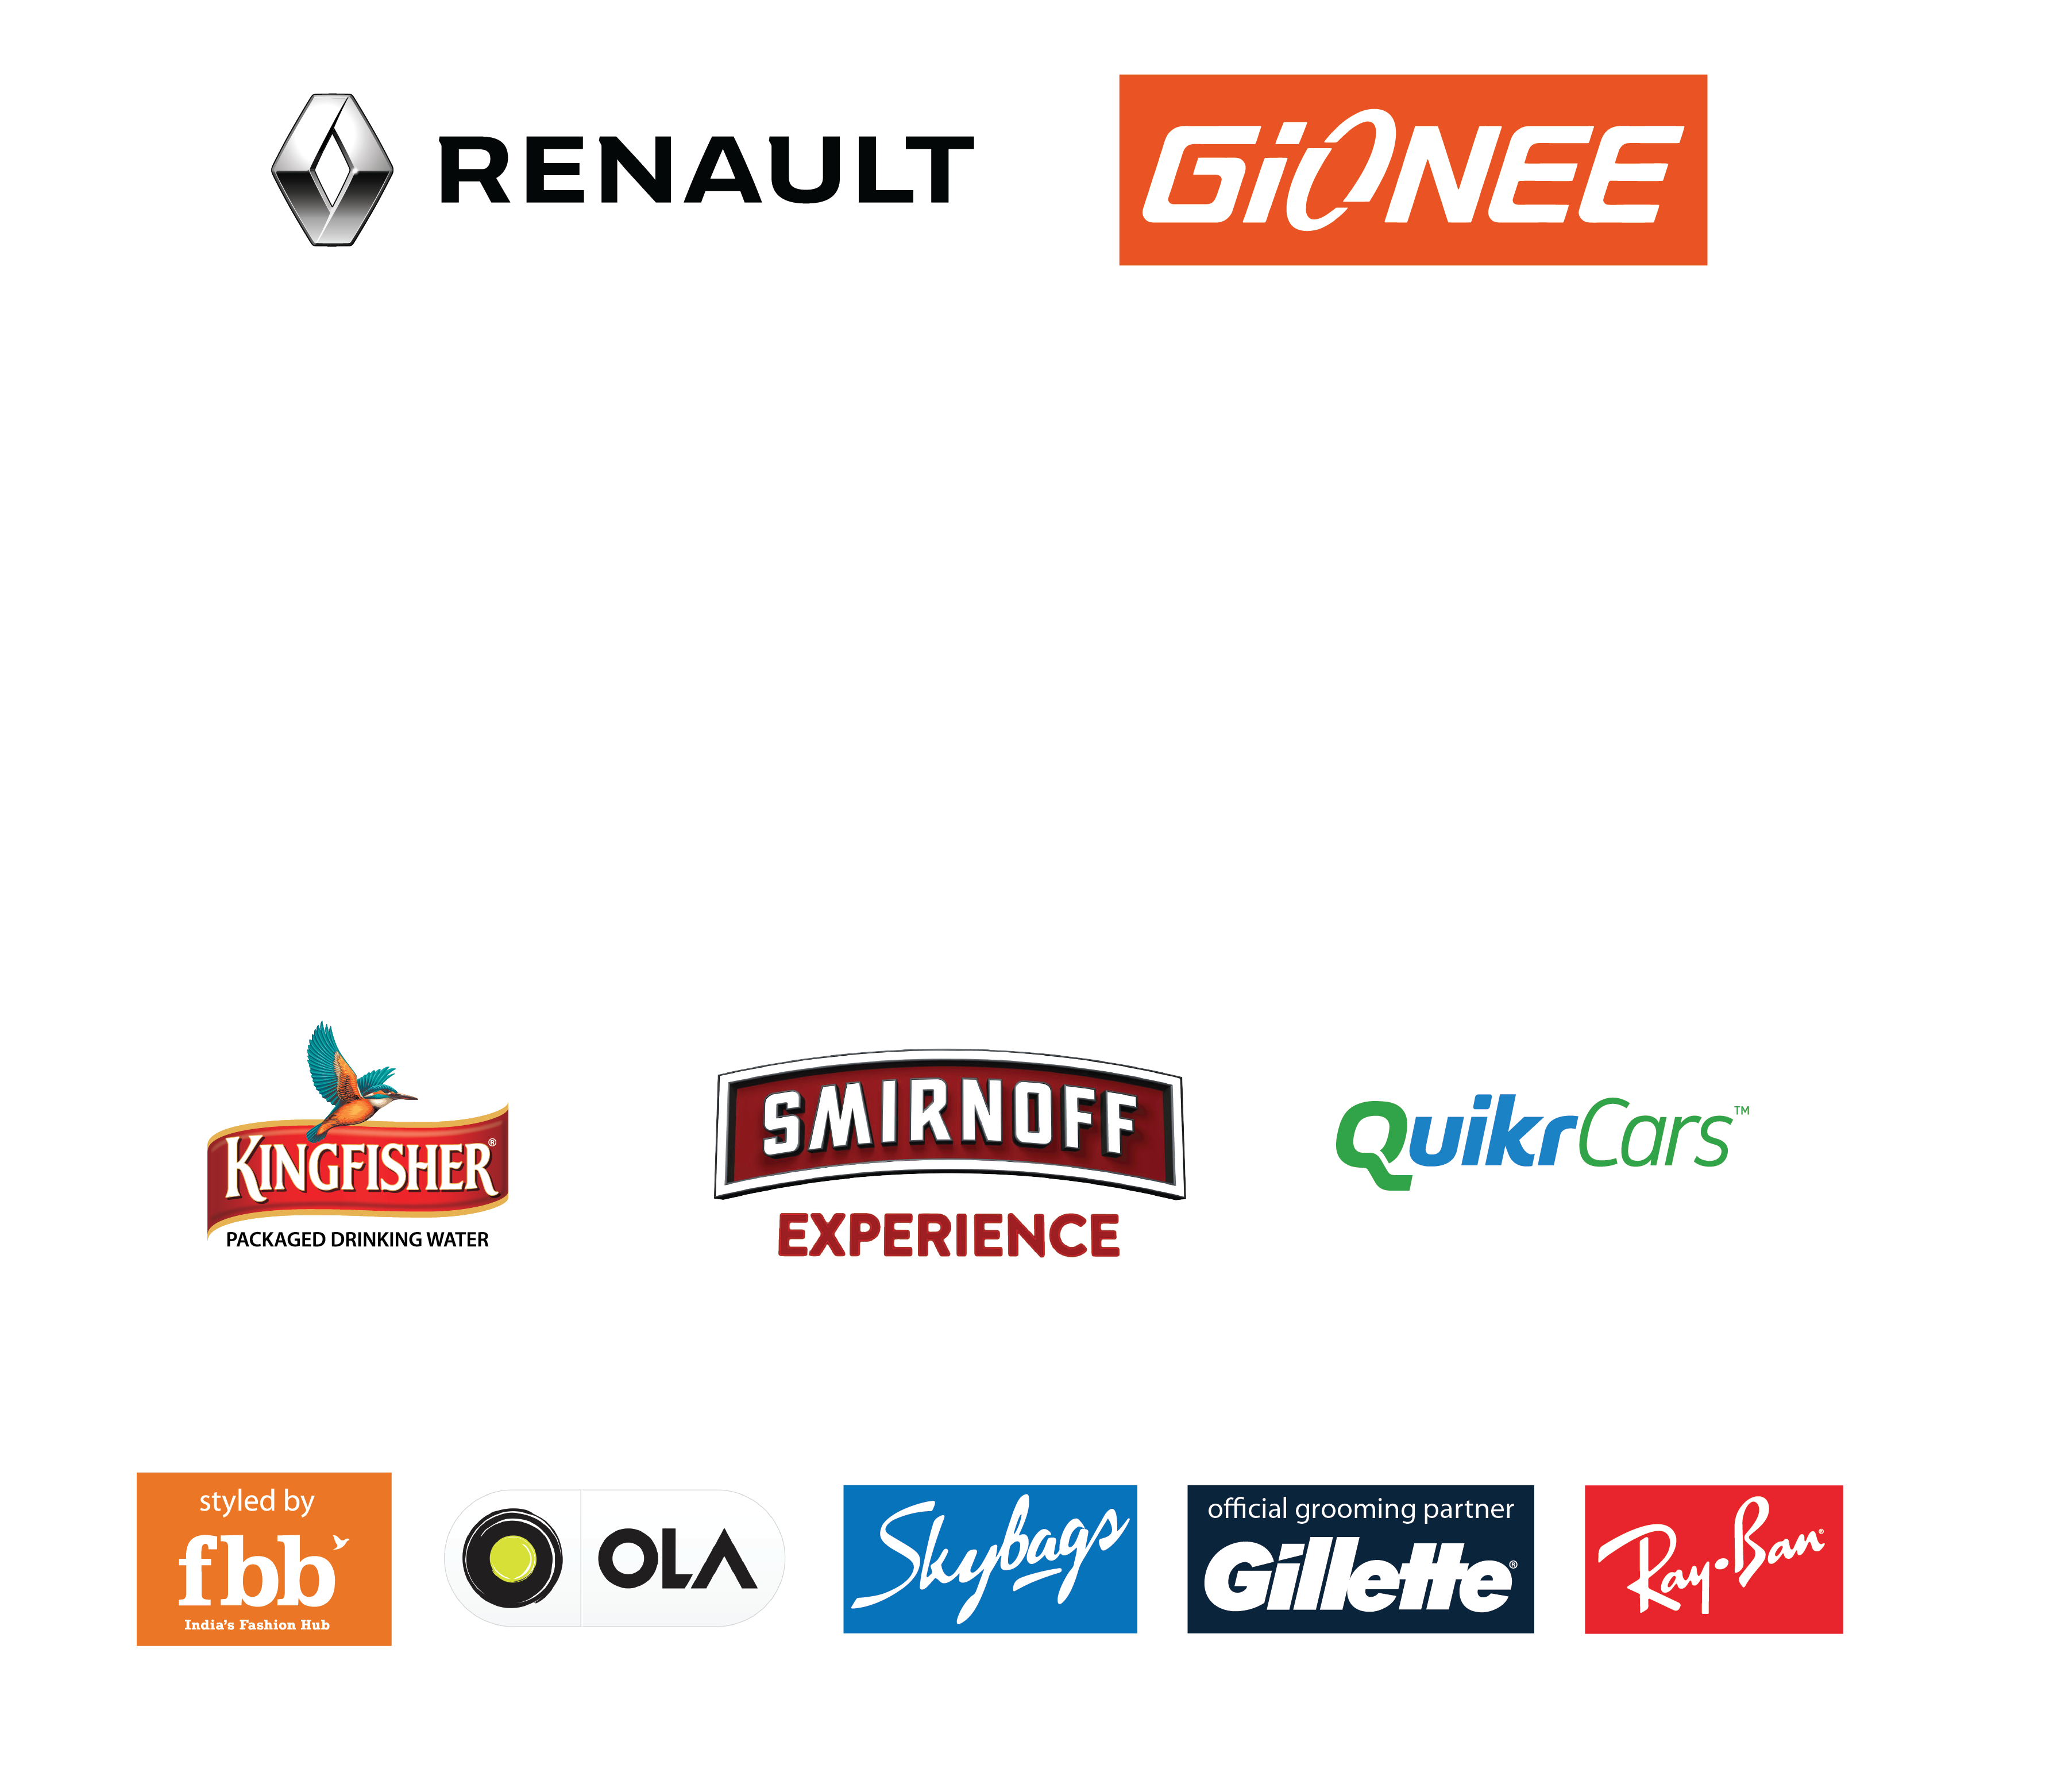 RENAULT
GiONEE
KINGFISHER®
PACKAGED DRINKING WATER
SMIRNOFF
EXPERIENCE
QuikrCars™
styled by
fbb
India's Fashion Hub
OLA
Skybags
official grooming partner
Gillette®
Ray-Ban®